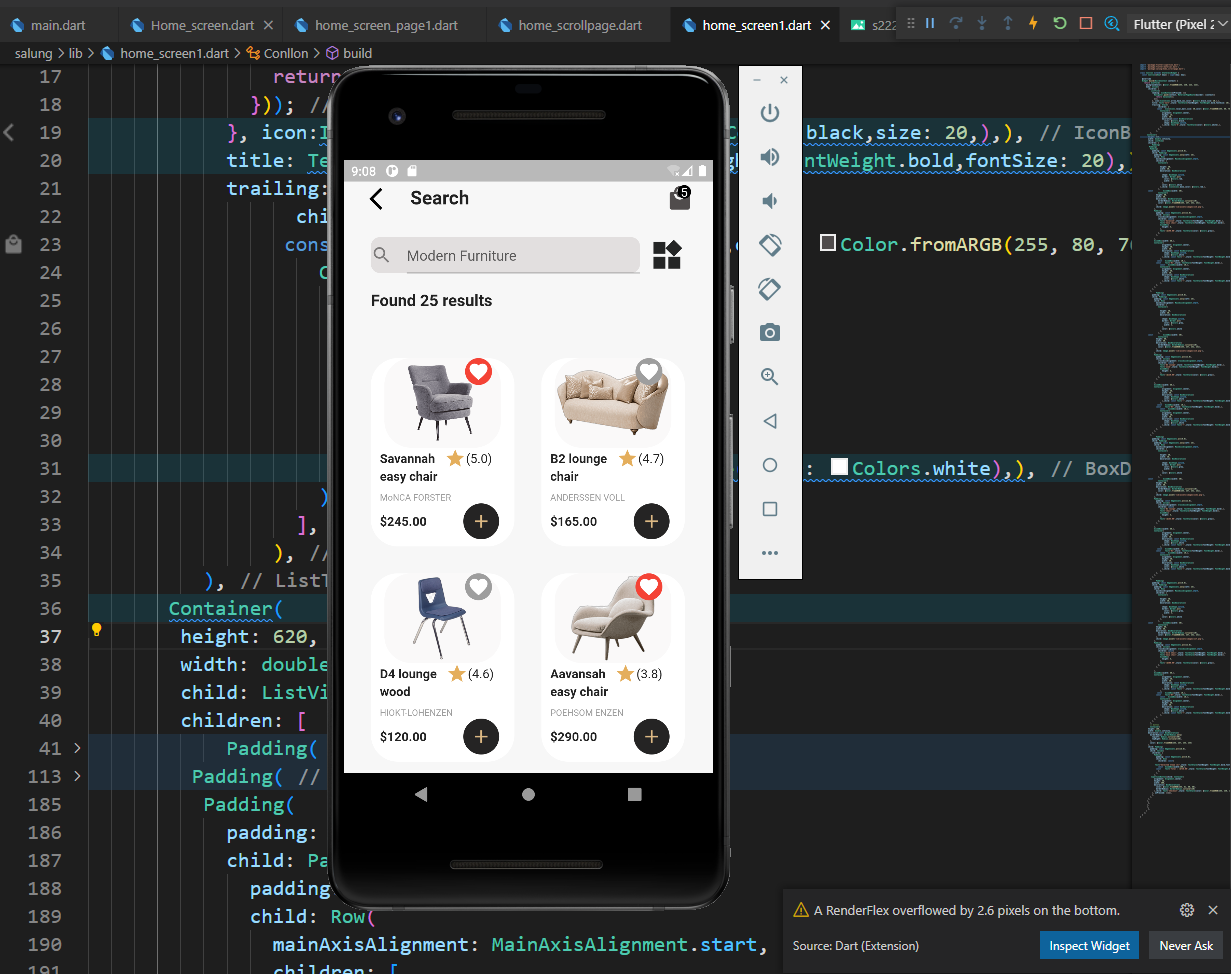 main.dart
Home_screen.dart
home_screen_page1.dart
home_scrollpage.dart
home_screen1.dart
s222
Flutter (Pixel 2
salung > lib > home_screen1.dart > Conllon > build
17 return
18 })); //
19 }, icon: black,size: 20,),), // IconB
20 title: Te ntWeight.bold,fontSize: 20),
21 trailing:
22 chi
23 cons Color.fromARGB(255, 80, 70
24
25
26
27
28
29
30
31 : Colors.white),), // BoxD
32 )
33 ],
34 ), //
35 ), // ListT
36 Container(
37 height: 620,
38 width: double
39 child: ListVi
40 children: [
41 Padding(
113 Padding( //
185 Padding(
186 padding:
187 child: Pa
188 padding
189 child: Row(
190 mainAxisAlignment: MainAxisAlignment.start,
191 children: [
9:08
Search
5
Modern Furniture
Found 25 results
Savannah easy chair (5.0)
MoNCA FORSTER
$245.00
B2 lounge chair (4.7)
ANDERSSEN VOLL
$165.00
D4 lounge wood (4.6)
HIOKT-LOHENZEN
$120.00
Aavansah easy chair (3.8)
POEHSOM ENZEN
$290.00
A RenderFlex overflowed by 2.6 pixels on the bottom.
Source: Dart (Extension)
Inspect Widget
Never Ask